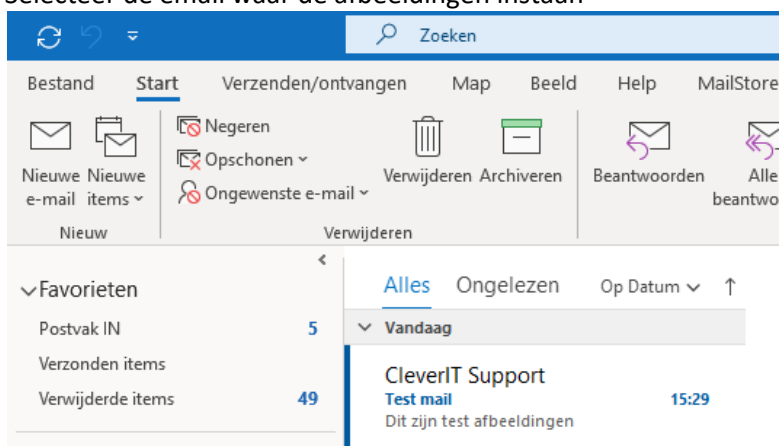 Selecteer de email waar de afbeeldingen instaan
Zoeken
Bestand Start Verzenden/ontvangen Map Beeld Help MailStore
Nieuwe e-mail
Nieuwe items
Negeren
Opschonen
Ongewenste e-mail
Verwijderen
Archiveren
Beantwoorden
Nieuw
Verwijderen
Favorieten
Postvak IN 5
Verzonden items
Verwijderde items 49
Alles Ongelezen Op Datum
Vandaag
CleverIT Support
Test mail 15:29
Dit zijn test afbeeldingen